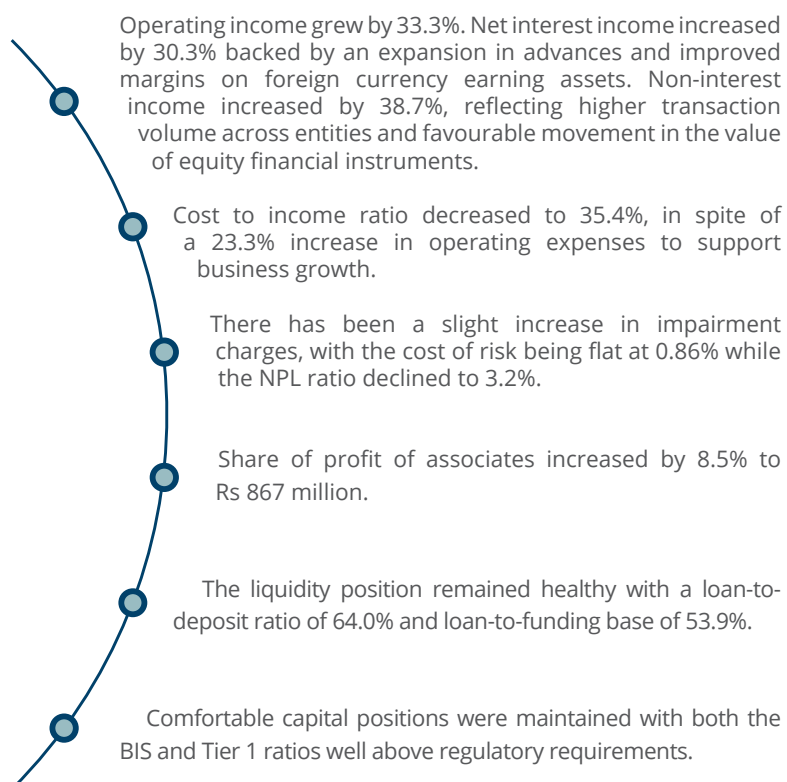 Operating income grew by 33.3%. Net interest income increased
by 30.3% backed by an expansion in advances and improved
margins on foreign currency earning assets. Non-interest
income increased by 38.7%, reflecting higher transaction
volume across entities and favourable movement in the value
of equity financial instruments.
Cost to income ratio decreased to 35.4%, in spite of
a 23.3% increase in operating expenses to support
business growth.
There has been a slight increase in impairment
charges, with the cost of risk being flat at 0.86% while
the NPL ratio declined to 3.2%.
Share of profit of associates increased by 8.5% to
Rs 867 million.
The liquidity position remained healthy with a loan-to-
deposit ratio of 64.0% and loan-to-funding base of 53.9%.
Comfortable capital positions were maintained with both the
BIS and Tier 1 ratios well above regulatory requirements.